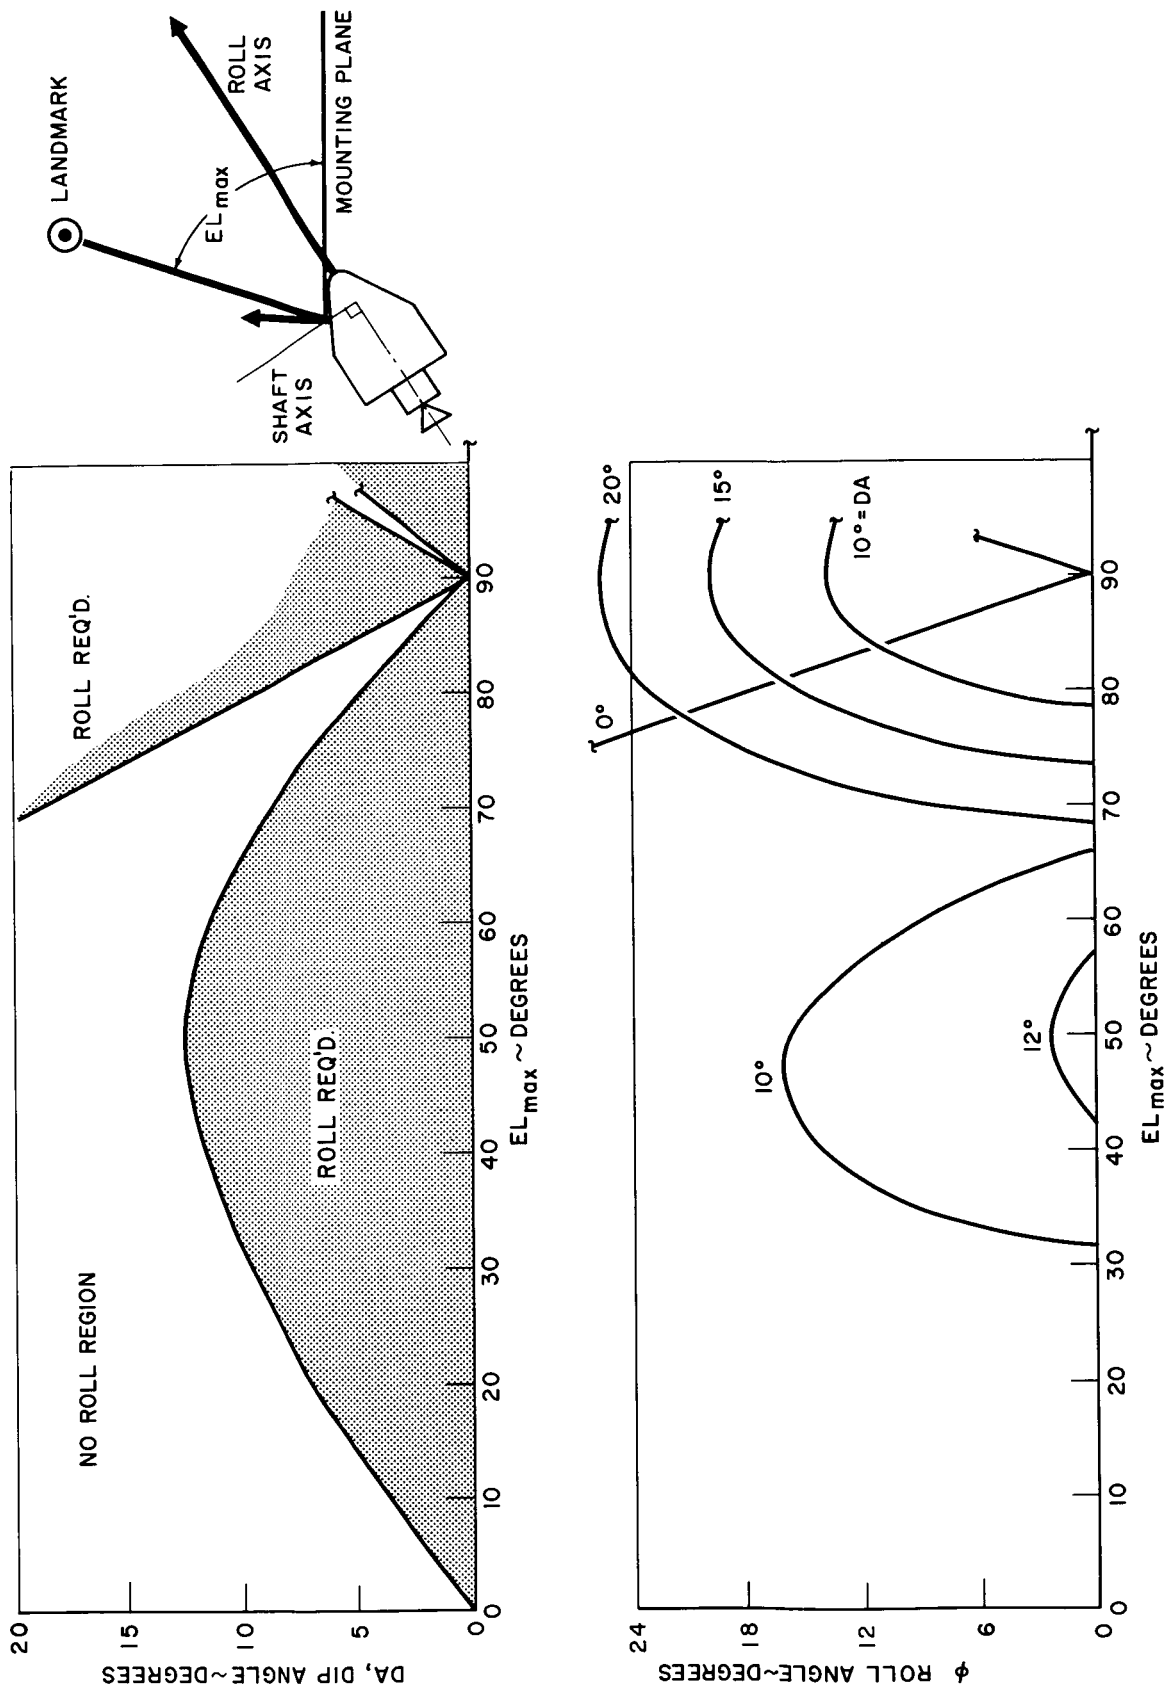 DA, DIP ANGLE~DEGREES
20
15
10
5
0
NO ROLL REGION
ROLL REQ'D.
ROLL REQ'D.
0
10
20
30
40
50
60
70
80
90
EL max ~ DEGREES
LANDMARK
EL max
ROLL
AXIS
SHAFT
AXIS
MOUNTING PLANE
ϕ ROLL ANGLE~DEGREES
24
18
12
6
0
10°
12°
0°
20°
15°
10°=DA
10
20
30
40
50
60
70
80
90
EL max ~ DEGREES